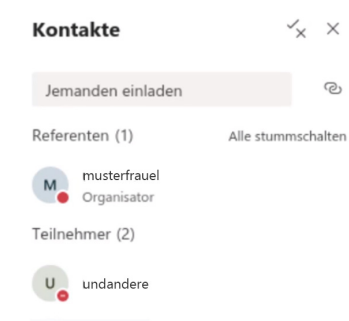 Kontakte
Jemanden einladen
Referenten (1) Alle stummschalten
M musterfrauel
Organisator
Teilnehmer (2)
U undandere